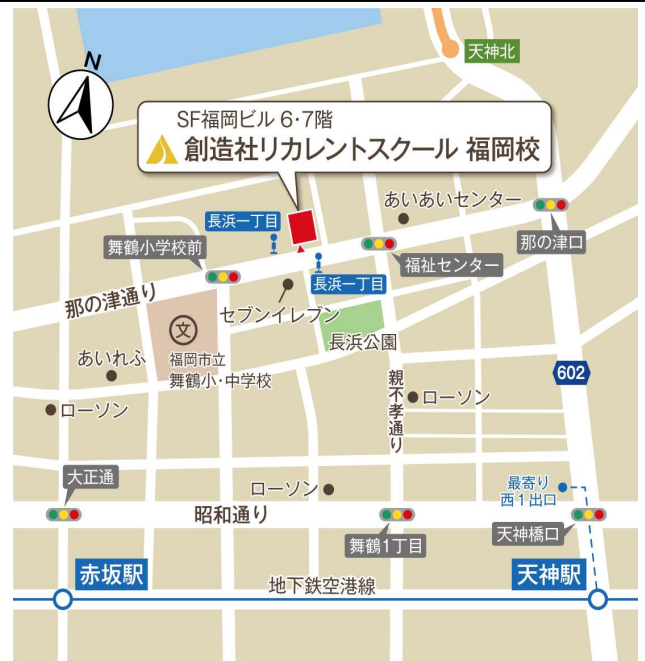 N
天神北
SF福岡ビル 6・7階
創造社リカレントスクール 福岡校
あいあいセンター
長浜一丁目
舞鶴小学校前
那の津口
福祉センター
長浜一丁目
那の津通り
セブンイレブン
長浜公園
文
あいれふ
福岡市立
舞鶴小・中学校
602
親不孝通り
ローソン
ローソン
大正通
ローソン
最寄り
西1出口
昭和通り
舞鶴1丁目
天神橋口
赤坂駅
地下鉄空港線
天神駅